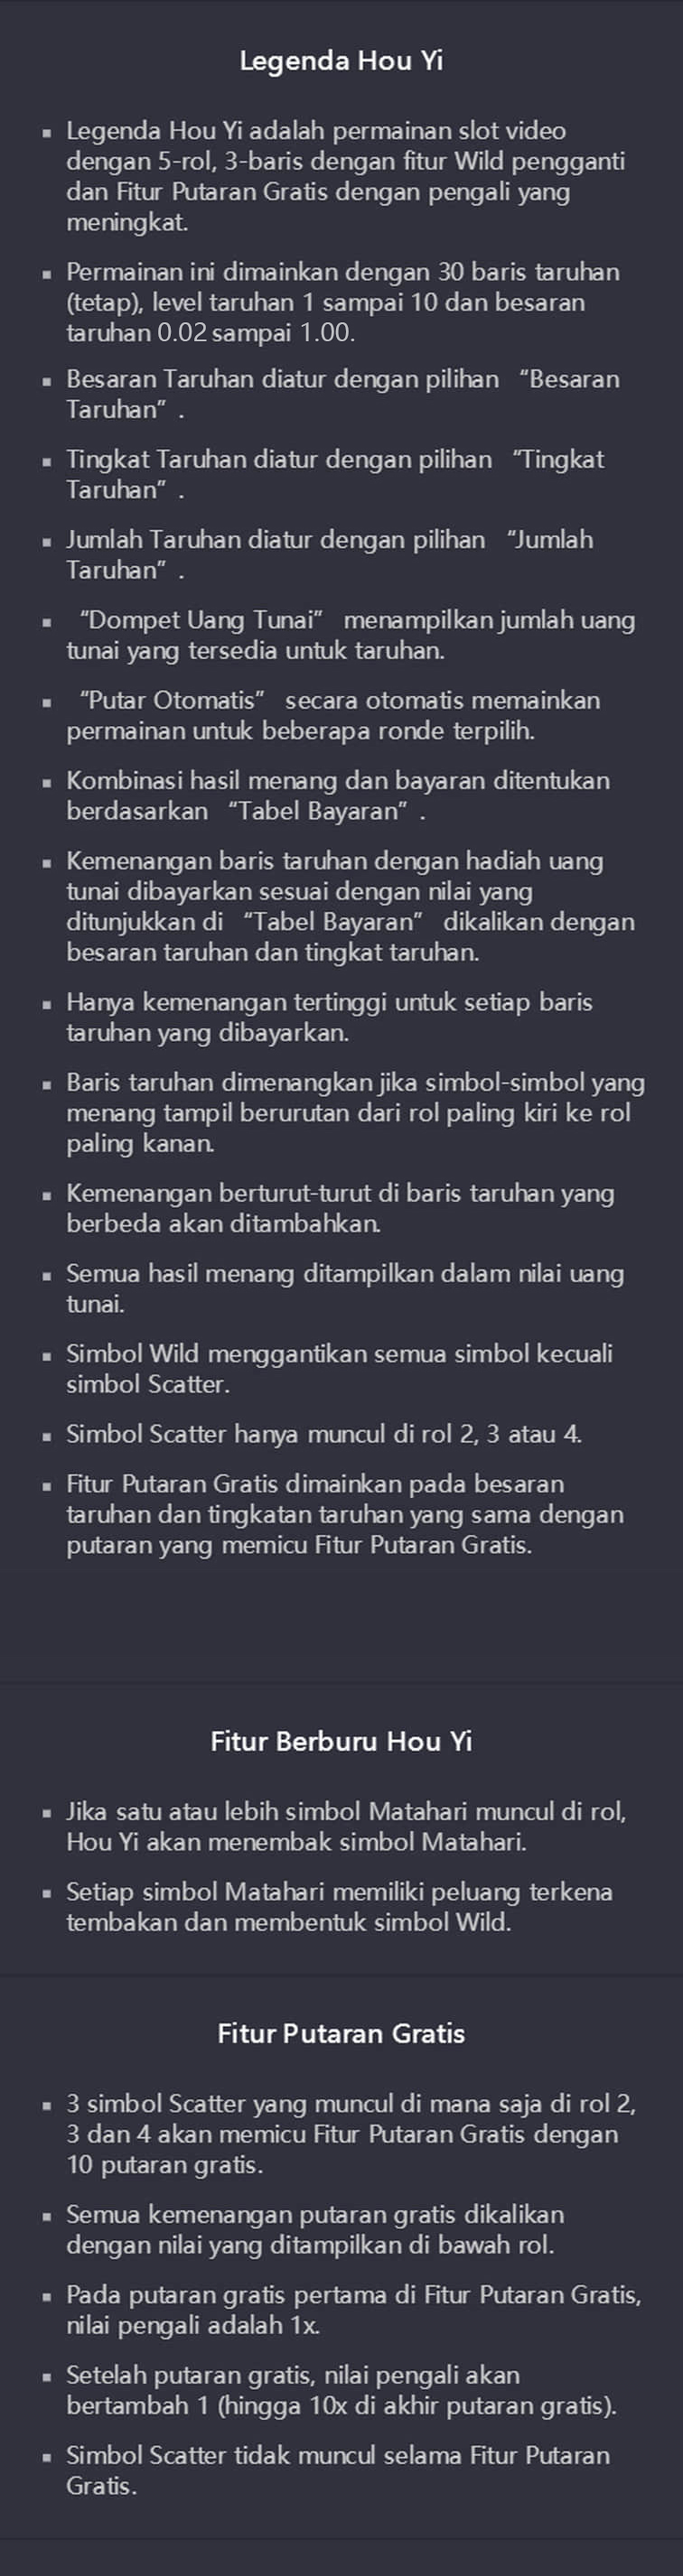 Legenda Hou Yi
▪ Legenda Hou Yi adalah permainan slot video
dengan 5-rol, 3-baris dengan fitur Wild pengganti
dan Fitur Putaran Gratis dengan pengali yang
meningkat.
▪ Permainan ini dimainkan dengan 30 baris taruhan
(tetap), level taruhan 1 sampai 10 dan besaran
taruhan 0.02 sampai 1.00.
▪ Besaran Taruhan diatur dengan pilihan “Besaran
Taruhan” .
▪ Tingkat Taruhan diatur dengan pilihan “Tingkat
Taruhan” .
▪ Jumlah Taruhan diatur dengan pilihan “Jumlah
Taruhan” .
▪ “Dompet Uang Tunai” menampilkan jumlah uang
tunai yang tersedia untuk taruhan.
▪ “Putar Otomatis” secara otomatis memainkan
permainan untuk beberapa ronde terpilih.
▪ Kombinasi hasil menang dan bayaran ditentukan
berdasarkan “Tabel Bayaran” .
▪ Kemenangan baris taruhan dengan hadiah uang
tunai dibayarkan sesuai dengan nilai yang
ditunjukkan di “Tabel Bayaran” dikalikan dengan
besaran taruhan dan tingkat taruhan.
▪ Hanya kemenangan tertinggi untuk setiap baris
taruhan yang dibayarkan.
▪ Baris taruhan dimenangkan jika simbol-simbol yang
menang tampil berurutan dari rol paling kiri ke rol
paling kanan.
▪ Kemenangan berturut-turut di baris taruhan yang
berbeda akan ditambahkan.
▪ Semua hasil menang ditampilkan dalam nilai uang
tunai.
▪ Simbol Wild menggantikan semua simbol kecuali
simbol Scatter.
▪ Simbol Scatter hanya muncul di rol 2, 3 atau 4.
▪ Fitur Putaran Gratis dimainkan pada besaran
taruhan dan tingkatan taruhan yang sama dengan
putaran yang memicu Fitur Putaran Gratis.
Fitur Berburu Hou Yi
▪ Jika satu atau lebih simbol Matahari muncul di rol,
Hou Yi akan menembak simbol Matahari.
▪ Setiap simbol Matahari memiliki peluang terkena
tembakan dan membentuk simbol Wild.
Fitur Putaran Gratis
▪ 3 simbol Scatter yang muncul di mana saja di rol 2,
3 dan 4 akan memicu Fitur Putaran Gratis dengan
10 putaran gratis.
▪ Semua kemenangan putaran gratis dikalikan
dengan nilai yang ditampilkan di bawah rol.
▪ Pada putaran gratis pertama di Fitur Putaran Gratis,
nilai pengali adalah 1x.
▪ Setelah putaran gratis, nilai pengali akan
bertambah 1 (hingga 10x di akhir putaran gratis).
▪ Simbol Scatter tidak muncul selama Fitur Putaran
Gratis.